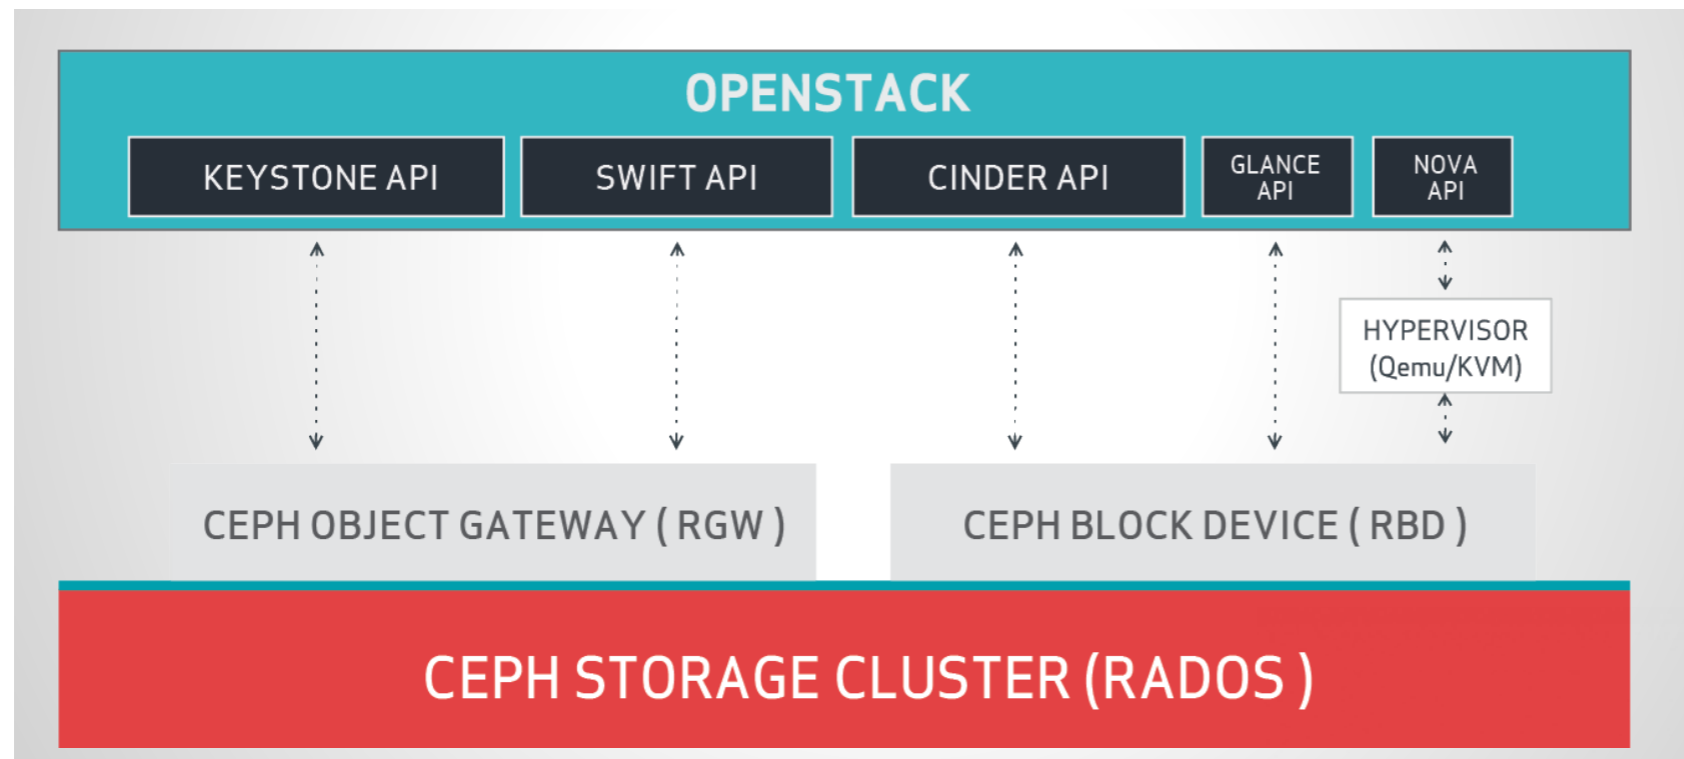 OPENSTACK
KEYSTONE API
SWIFT API
CINDER API
GLANCE
API
NOVA
API
HYPERVISOR
(Qemu/KVM)
CEPH OBJECT GATEWAY ( RGW )
CEPH BLOCK DEVICE ( RBD )
CEPH STORAGE CLUSTER (RADOS )